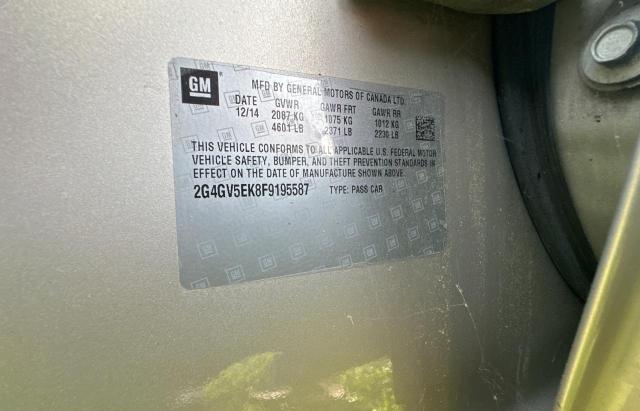 GM
MFD BY GENERAL MOTORS OF CANADA LTD.
DATE GVWR GAWR FRT GAWR RR
12/14 2087 KG 1075 KG 1012 KG
4601 LB 2371 LB 2230 LB
THIS VEHICLE CONFORMS TO ALL APPLICABLE U.S. FEDERAL MOTOR
VEHICLE SAFETY, BUMPER, AND THEFT PREVENTION STANDARDS IN
EFFECT ON THE DATE OF MANUFACTURE SHOWN ABOVE.
2G4GV5EK8F9195587 TYPE: PASS CAR